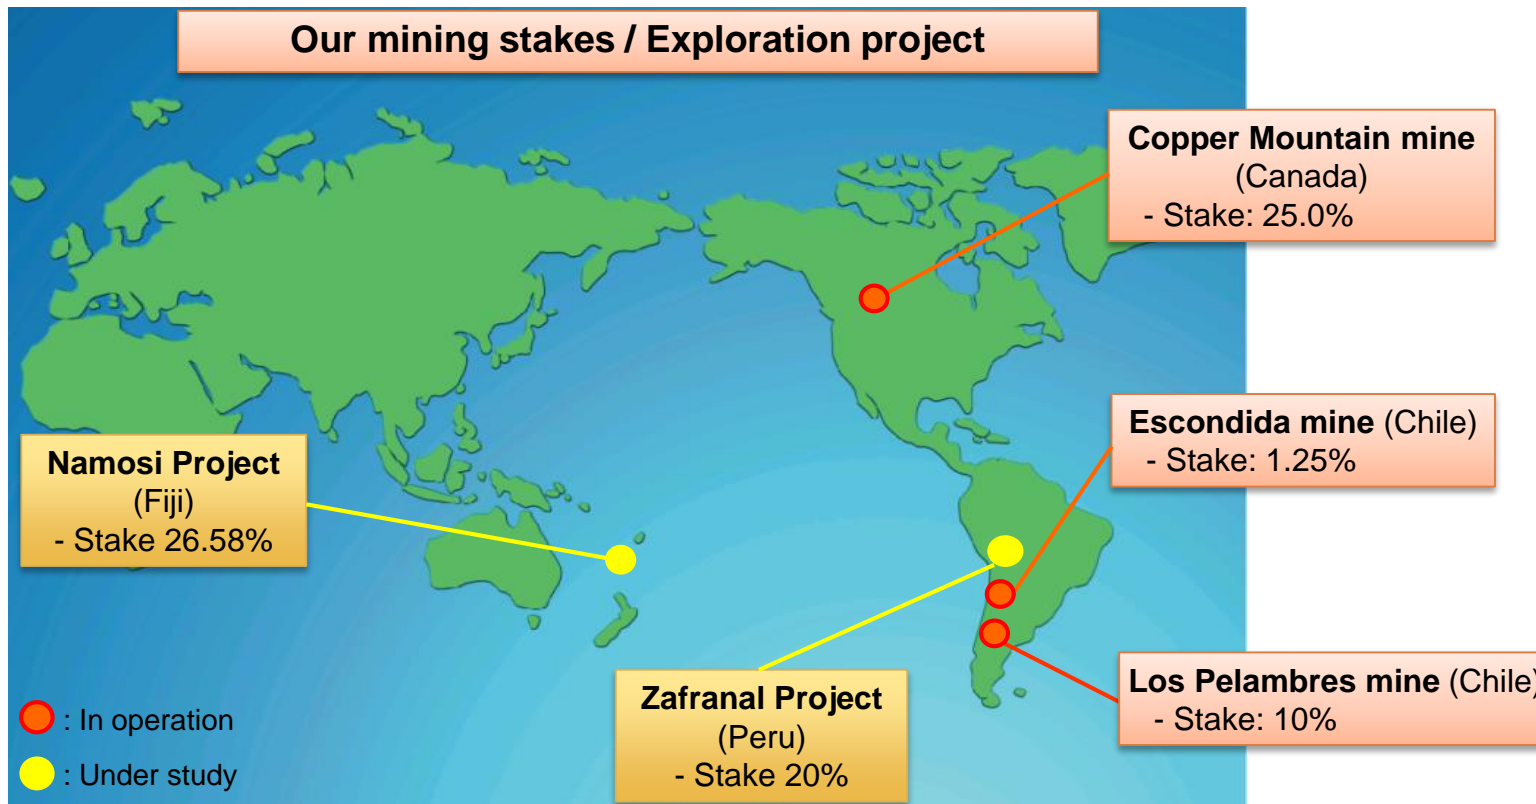 Our mining stakes / Exploration project
Copper Mountain mine
(Canada)
- Stake: 25.0%
Escondida mine (Chile)
- Stake: 1.25%
Namosi Project
(Fiji)
- Stake 26.58%
Zafranal Project
(Peru)
- Stake 20%
Los Pelambres mine (Chile)
- Stake: 10%
: In operation
: Under study